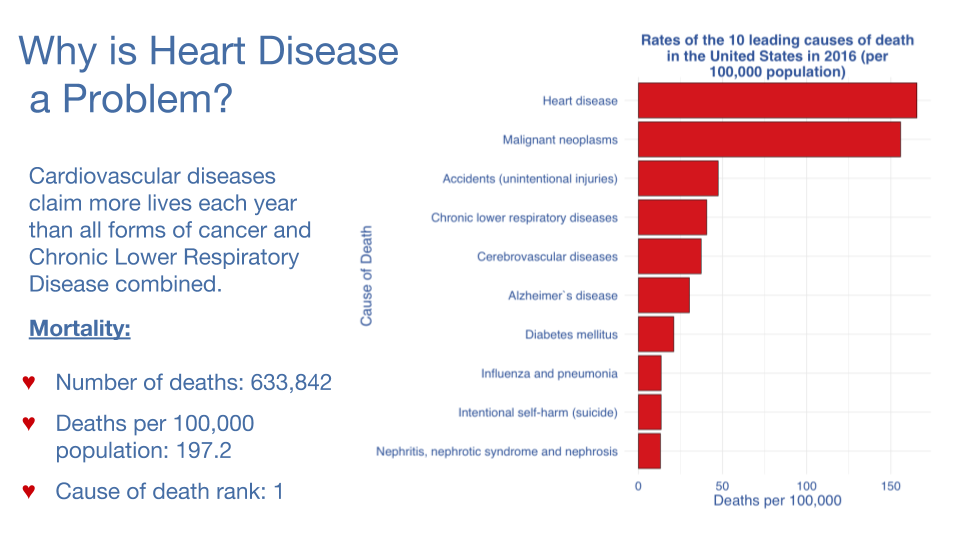 Why is Heart Disease
a Problem?
Cardiovascular diseases
claim more lives each year
than all forms of cancer and
Chronic Lower Respiratory
Disease combined.
Mortality:
♥ Number of deaths: 633,842
♥ Deaths per 100,000
population: 197.2
♥ Cause of death rank: 1
Rates of the 10 leading causes of death
in the United States in 2016 (per
100,000 population)
Cause of Death
Heart disease
Malignant neoplasms
Accidents (unintentional injuries)
Chronic lower respiratory diseases
Cerebrovascular diseases
Alzheimer`s disease
Diabetes mellitus
Influenza and pneumonia
Intentional self-harm (suicide)
Nephritis, nephrotic syndrome and nephrosis
0 50 100 150
Deaths per 100,000